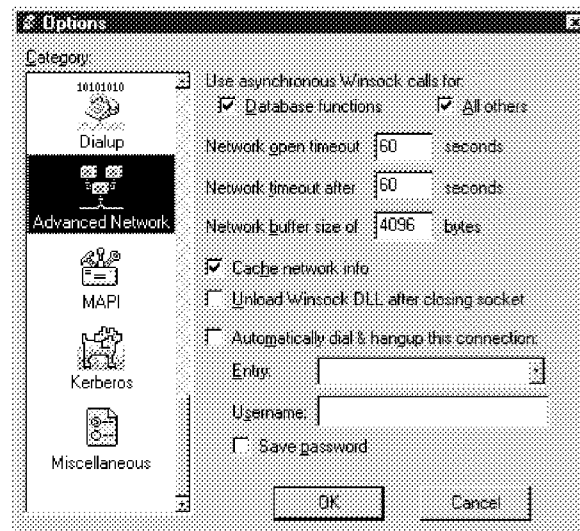 Options
Category:
10101010
Dialup
Advanced Network
MAPI
Kerberos
Miscellaneous
Use asynchronous Winsock calls for:
Database functions
All others
Network open timeout 60 seconds
Network timeout after 60 seconds
Network buffer size of 4096 bytes
Cache network info
Unload Winsock DLL after closing socket
Automatically dial & hangup this connection:
Entry:
Username:
Save password
OK
Cancel